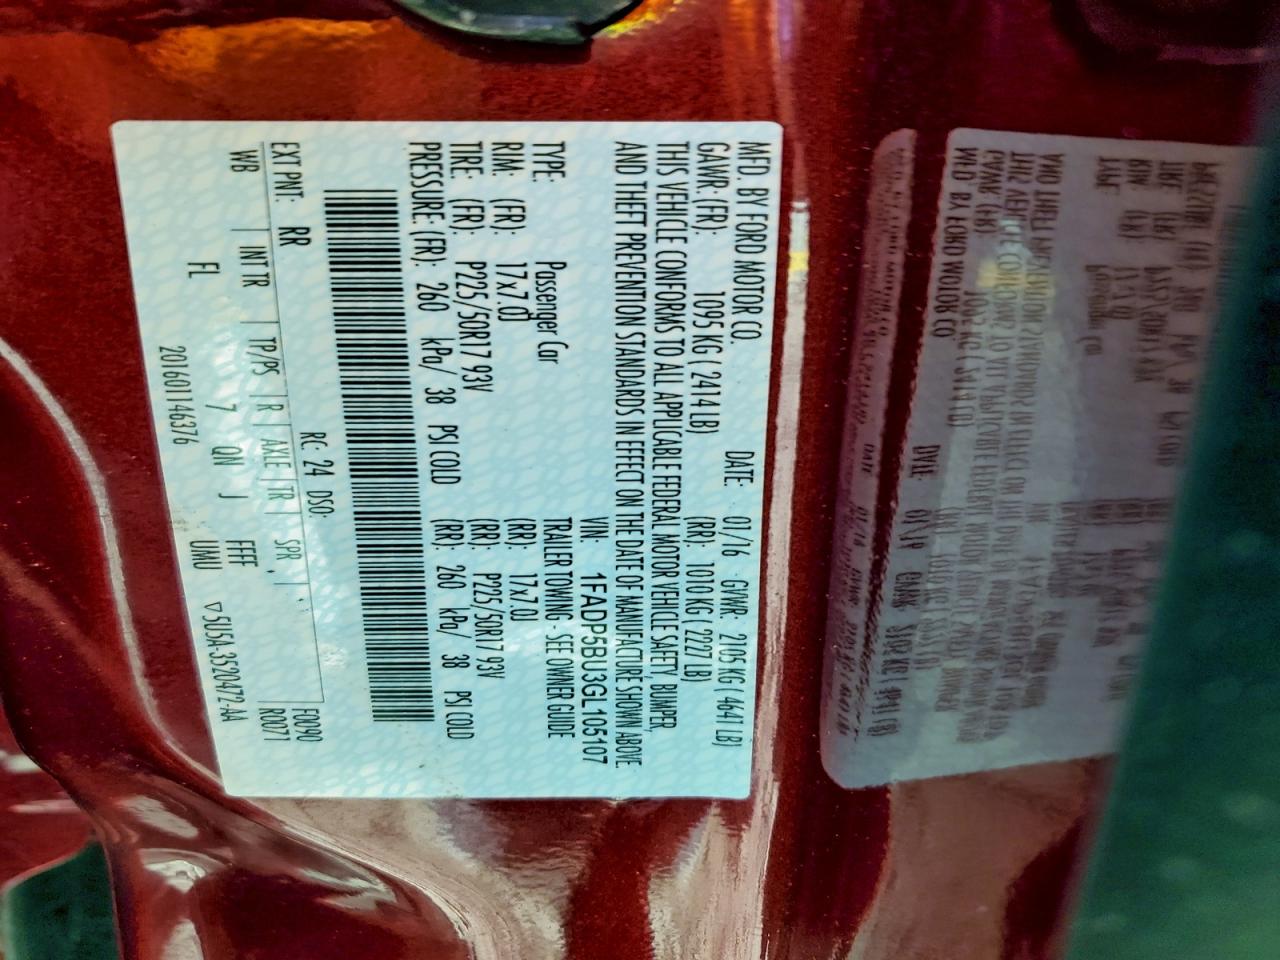 MFD. BY FORD MOTOR CO. DATE: 01/16 GVWR: 2105 KG ( 4641 LB)
GAWR: (FR): 1095 KG ( 2414 LB) (RR): 1010 KG ( 2227 LB)
THIS VEHICLE CONFORMS TO ALL APPLICABLE FEDERAL MOTOR VEHICLE SAFETY, BUMPER,
AND THEFT PREVENTION STANDARDS IN EFFECT ON THE DATE OF MANUFACTURE SHOWN ABOVE
VIN: 1FADP5BU3GL105107
TYPE: Passenger Car TRAILER TOWING - SEE OWNER GUIDE
RIM: (FR): 17x7.0J (RR): 17x7.0J
TIRE: (FR): P225/50R17 93V (RR): P225/50R17 93V
PRESSURE: (FR): 260 kPa/ 38 PSI COLD (RR): 260 kPa/ 38 PSI COLD
RC: 24 DSO: F0090
EXT PNT: RR R0071
WB INT TR TP/PS R AXLE TR SPR
FL 7 QN J FFF
201601146376 UMU ▽5U5A-3520472-AA